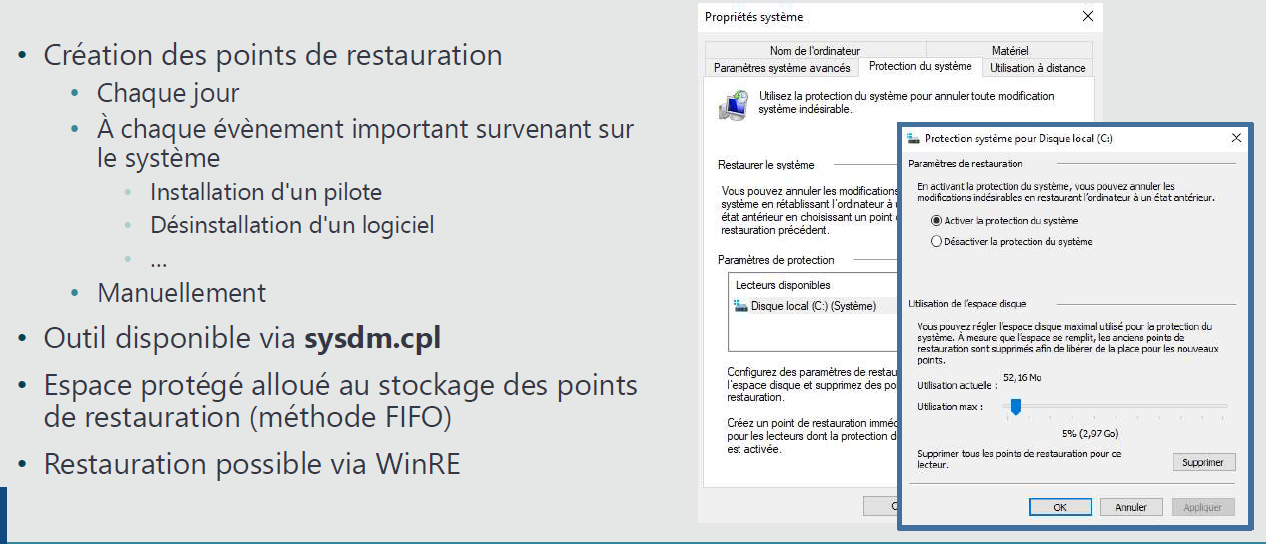 Création des points de restauration
Chaque jour
À chaque évènement important survenant sur
le système
Installation d'un pilote
Désinstallation d'un logiciel
...
Manuellement
Outil disponible via sysdm.cpl
Espace protégé alloué au stockage des points
de restauration (méthode FIFO)
Restauration possible via WinRE
Propriétés système
Nom de l'ordinateur
Matériel
Paramètres système avancés
Protection du système
Utilisation à distance
Utilisez la protection du système pour annuler toute modification
système indésirable.
Restaurer le système
Vous pouvez annuler les modifications
système en rétablissant l'ordinateur à
état antérieur en choisissant un point
restauration précédent.
Paramètres de protection
Lecteurs disponibles
Disque local (C:) (Système)
Configurez des paramètres de restau
l'espace disque et supprimez des po
restauration.
Créez un point de restauration imméd
pour les lecteurs dont la protection d
est activée.
Protection système pour Disque local (C:)
Paramètres de restauration
En activant la protection du système, vous pouvez annuler les
modifications indésirables en restaurant l'ordinateur à un état antérieur.
Activer la protection du système
Désactiver la protection du système
Utilisation de l'espace disque
Vous pouvez régler l'espace disque maximal utilisé pour la protection du
système. À mesure que l'espace se remplit, les anciens points de
restauration sont supprimés afin de libérer de la place pour les nouveaux
points.
Utilisation actuelle : 52,16 Mo
Utilisation max :
5% (2,97 Go)
Supprimer tous les points de restauration pour ce
lecteur.
Supprimer
OK
Annuler
Appliquer